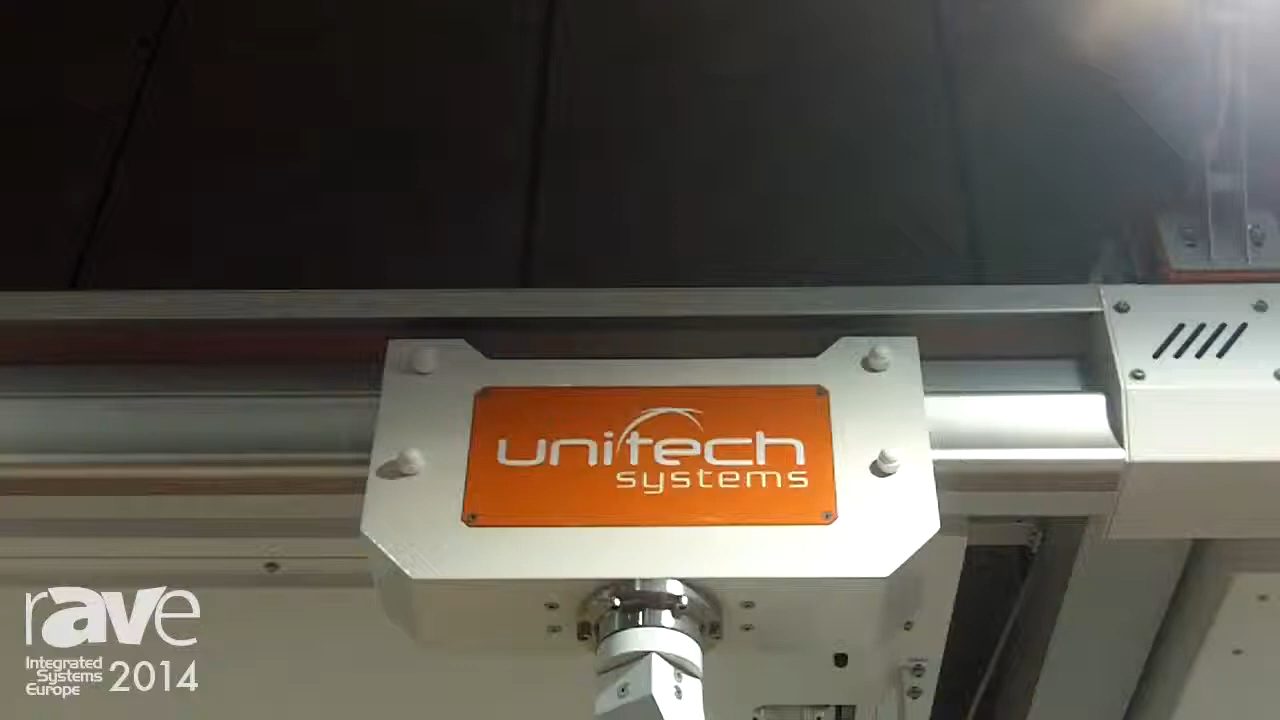 unitech
systems
rAVe
Integrated
Systems
Europe 2014